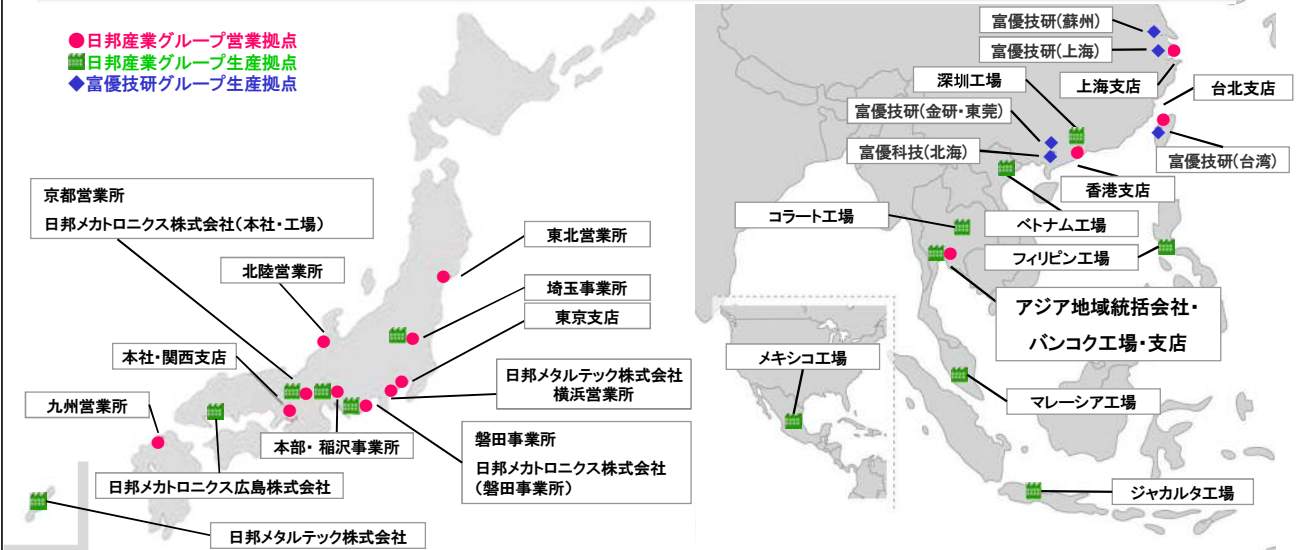 日邦産業グループ営業拠点
日邦産業グループ生産拠点
富優技研グループ生産拠点
京都営業所
日邦メカトロニクス株式会社(本社・工場)
北陸営業所
東北営業所
埼玉事業所
東京支店
本社・関西支店
日邦メタルテック株式会社
横浜営業所
九州営業所
本部・稲沢事業所
磐田事業所
日邦メカトロニクス株式会社
(磐田事業所)
日邦メカトロニクス広島株式会社
日邦メタルテック株式会社
富優技研(蘇州)
富優技研(上海)
深圳工場
上海支店
台北支店
富優技研(金研・東莞)
富優科技(北海)
富優技研(台湾)
香港支店
コラート工場
ベトナム工場
フィリピン工場
アジア地域統括会社・
バンコク工場・支店
メキシコ工場
マレーシア工場
ジャカルタ工場